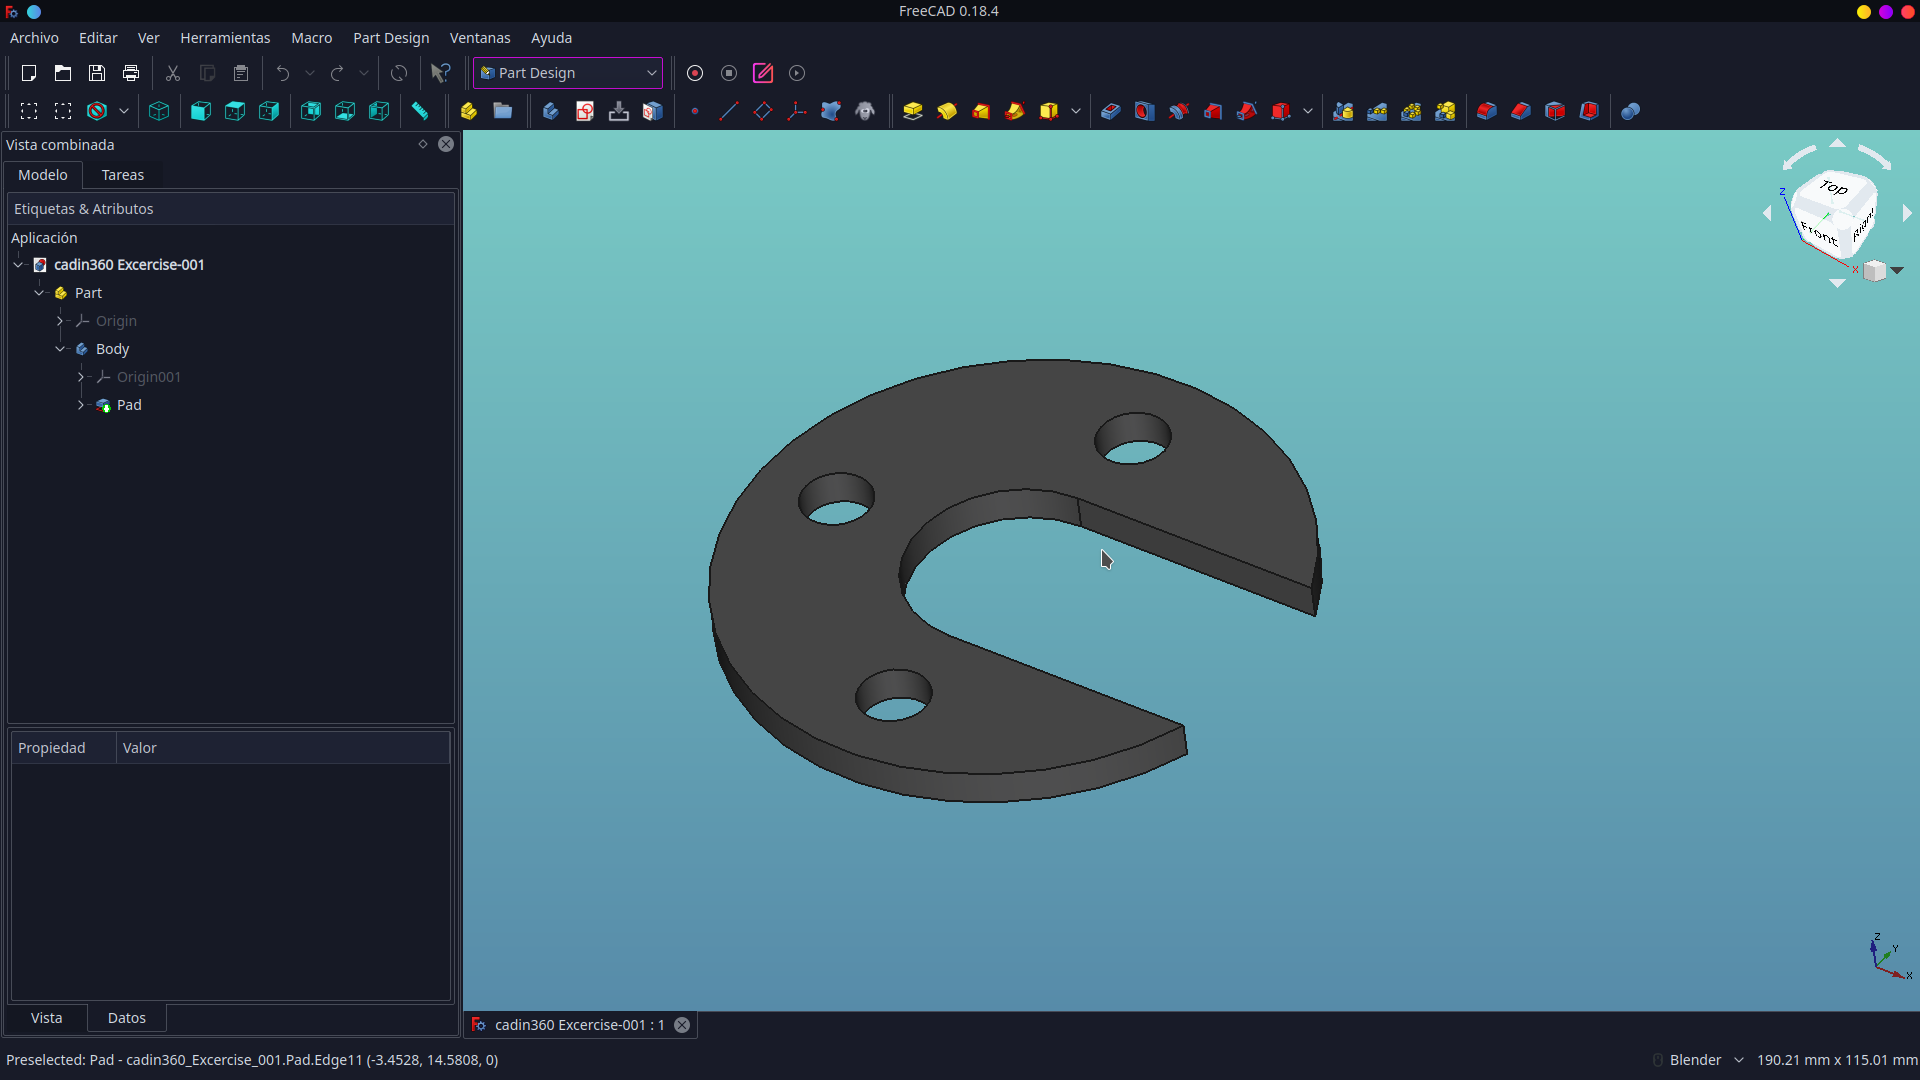 FreeCAD 0.18.4
Archivo Editar Ver Herramientas Macro Part Design Ventanas Ayuda
Part Design
Vista combinada
Modelo Tareas
Etiquetas & Atributos
Aplicación
cadin360 Excercise-001
Part
Origin
Body
Origin001
Pad
Propiedad Valor
Vista Datos
Top
Front
Right
Z
X
Z
Y
X
cadin360 Excercise-001 : 1
Preselected: Pad - cadin360_Excercise_001.Pad.Edge11 (-3.4528, 14.5808, 0)
Blender 190.21 mm x 115.01 mm